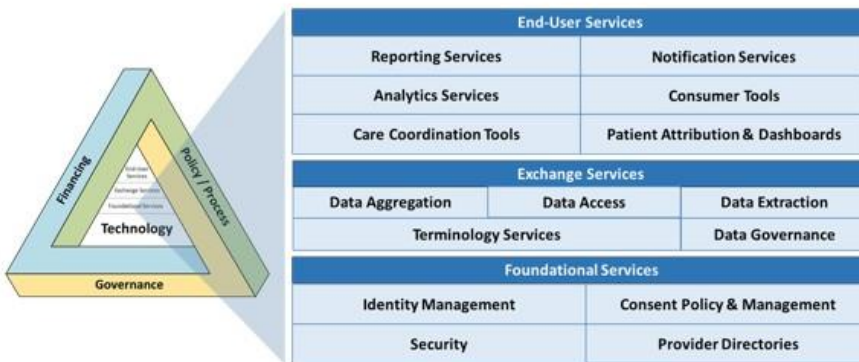 Financing
Policy / Process
Governance
End-User
Services
Exchange Services
Foundational Services
Technology
End-User Services
Reporting Services
Notification Services
Analytics Services
Consumer Tools
Care Coordination Tools
Patient Attribution & Dashboards
Exchange Services
Data Aggregation
Data Access
Data Extraction
Terminology Services
Data Governance
Foundational Services
Identity Management
Consent Policy & Management
Security
Provider Directories